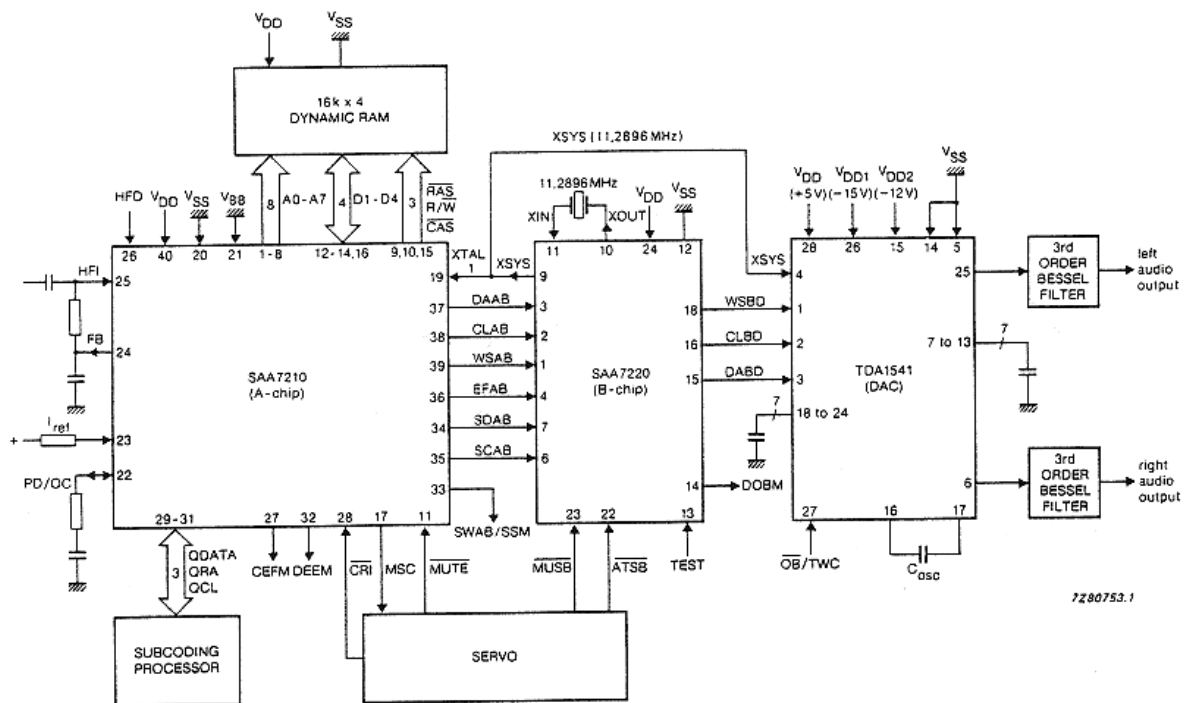 VDD
VSS
16k x 4
DYNAMIC RAM
XSYS (11,2896 MHz)
HFD
VDD
VSS
VBB
8
A0-A7
4
D1-D4
3
RAS
R/W
CAS
11,2896 MHz
XIN
XOUT
VDD
VSS
VDD
(+5V)
VDD1
(-15V)
VDD2
(-12V)
VSS
26
40
20
21
1-8
12-14,16
9,10,15
11
10
24
12
28
26
15
14
5
HFI
25
19
XTAL
1
XSYS
9
XSYS
4
25
3rd
ORDER
BESSEL
FILTER
left
audio
output
37
DAAB
3
18
WSBD
1
38
CLAB
2
16
CLBD
2
7 to 13
7
FB
24
39
WSAB
1
15
DABD
3
SAA7210
(A-chip)
36
EFAB
4
SAA7220
(B-chip)
TDA1541
(DAC)
34
SDAB
7
7
18 to 24
+
Iref
23
35
SCAB
6
PD/OC
22
33
SWAB/SSM
14
DOBM
6
3rd
ORDER
BESSEL
FILTER
right
audio
output
29-31
27
32
28
17
11
23
22
13
27
16
17
3
QDATA
QRA
QCL
CEFM
DEEM
CRI
MSC
MUTE
MUSB
ATSB
TEST
OB/TWC
Cosc
SUBCODING
PROCESSOR
SERVO
7Z80753.1